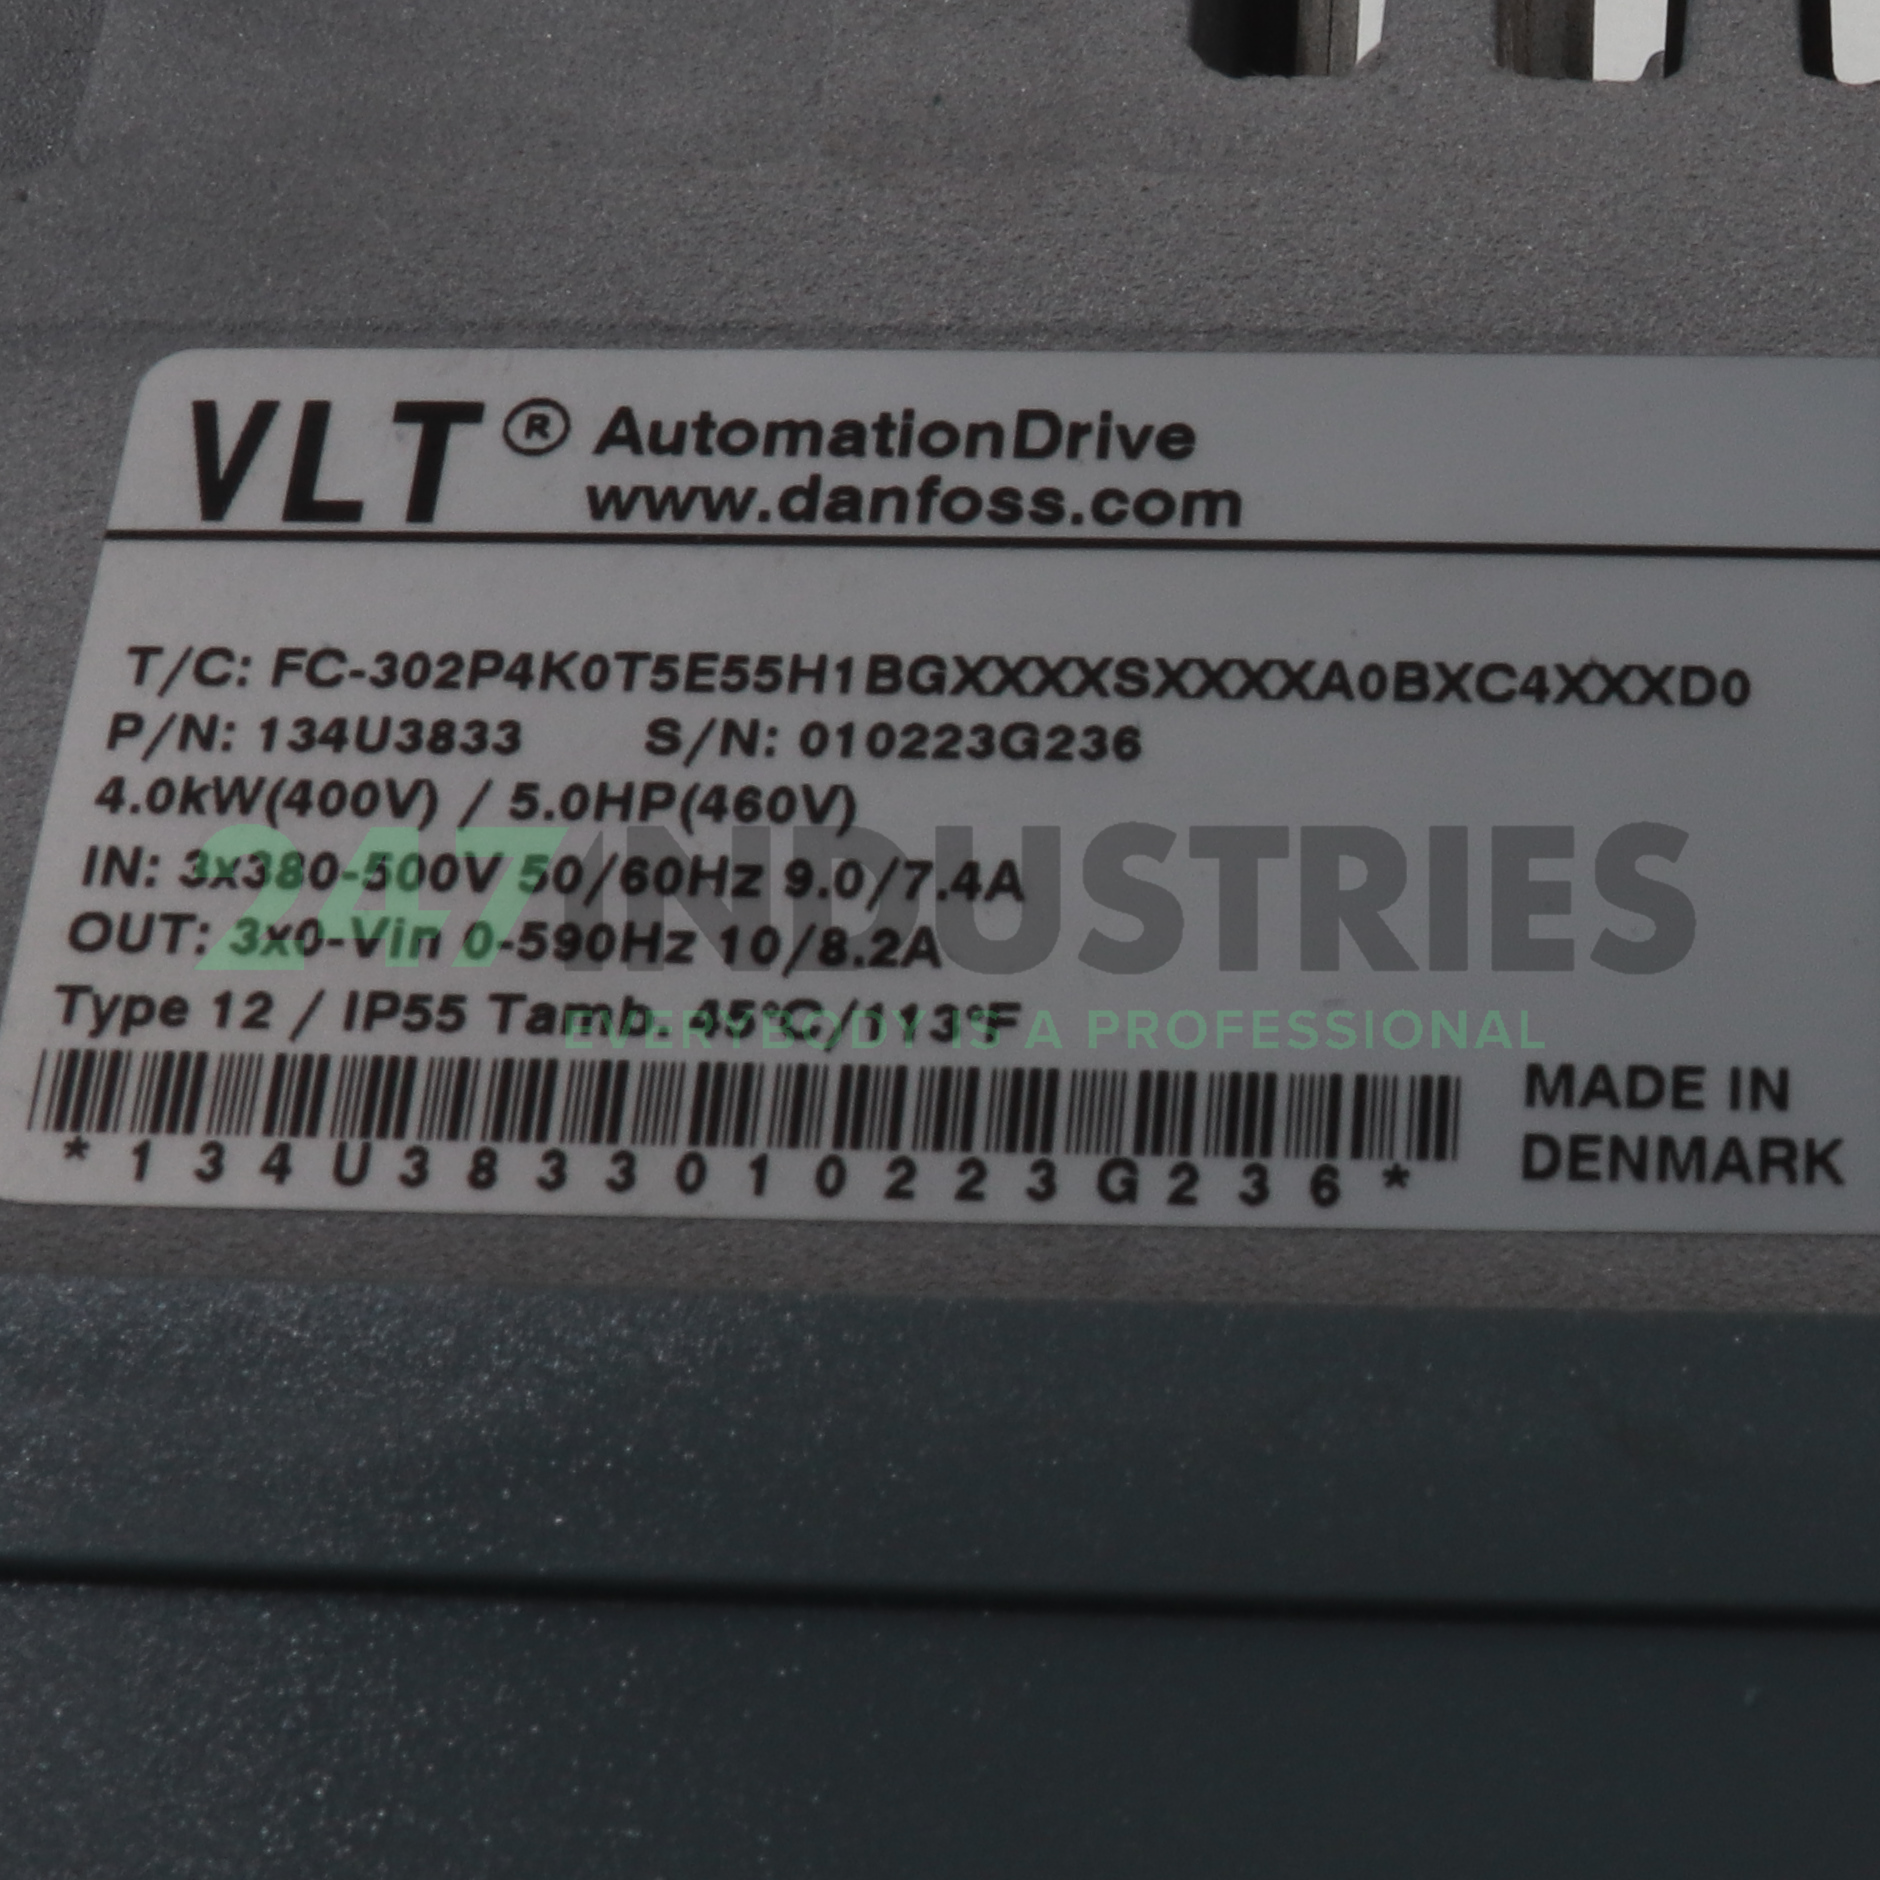 VLT® AutomationDrive
www.danfoss.com
T/C: FC-302P4K0T5E55H1BGXXXXSXXXXA0BXC4XXXD0
P/N: 134U3833 S/N: 010223G236
4.0kW(400V) / 5.0HP(460V)
IN: 3x380-500V 50/60Hz 9.0/7.4A
OUT: 3x0-Vin 0-590Hz 10/8.2A
Type 12 / IP55 Tamb. 45°C/113°F
*134U3833010223G236*
MADE IN
DENMARK
247INDUSTRIES
EVERYBODY IS A PROFESSIONAL